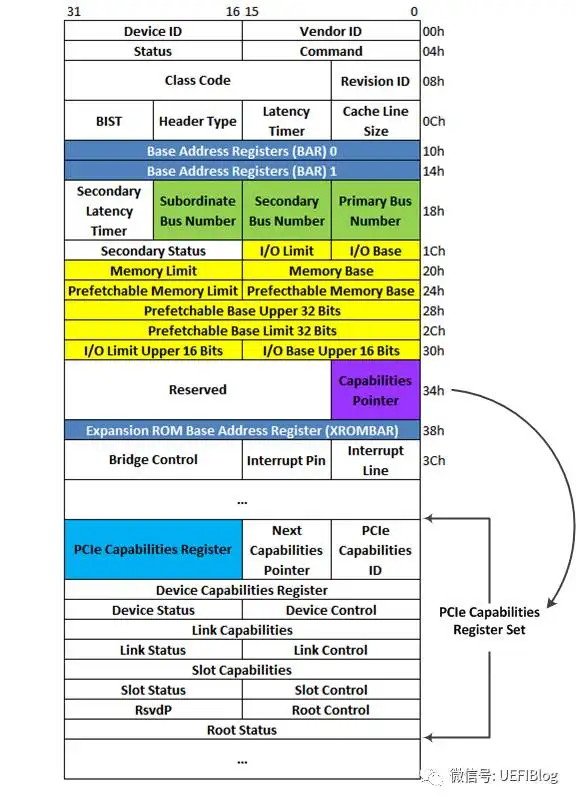 31 16 15 0
Device ID Vendor ID 00h
Status Command 04h
Class Code Revision ID 08h
BIST Header Type Latency Timer Cache Line Size 0Ch
Base Address Registers (BAR) 0 10h
Base Address Registers (BAR) 1 14h
Secondary Latency Timer Subordinate Bus Number Secondary Bus Number Primary Bus Number 18h
Secondary Status I/O Limit I/O Base 1Ch
Memory Limit Memory Base 20h
Prefetchable Memory Limit Prefecthable Memory Base 24h
Prefetchable Base Upper 32 Bits 28h
Prefetchable Base Limit 32 Bits 2Ch
I/O Limit Upper 16 Bits I/O Base Upper 16 Bits 30h
Reserved Capabilities Pointer 34h
Expansion ROM Base Address Register (XROMBAR) 38h
Bridge Control Interrupt Pin Interrupt Line 3Ch
...
PCIe Capabilities Register Next Capabilities Pointer PCIe Capabilities ID
Device Capabilities Register
Device Status Device Control
Link Capabilities
Link Status Link Control
Slot Capabilities
Slot Status Slot Control
RsvdP Root Control
Root Status
...
PCIe Capabilities
Register Set
微信号: UEFIBlog